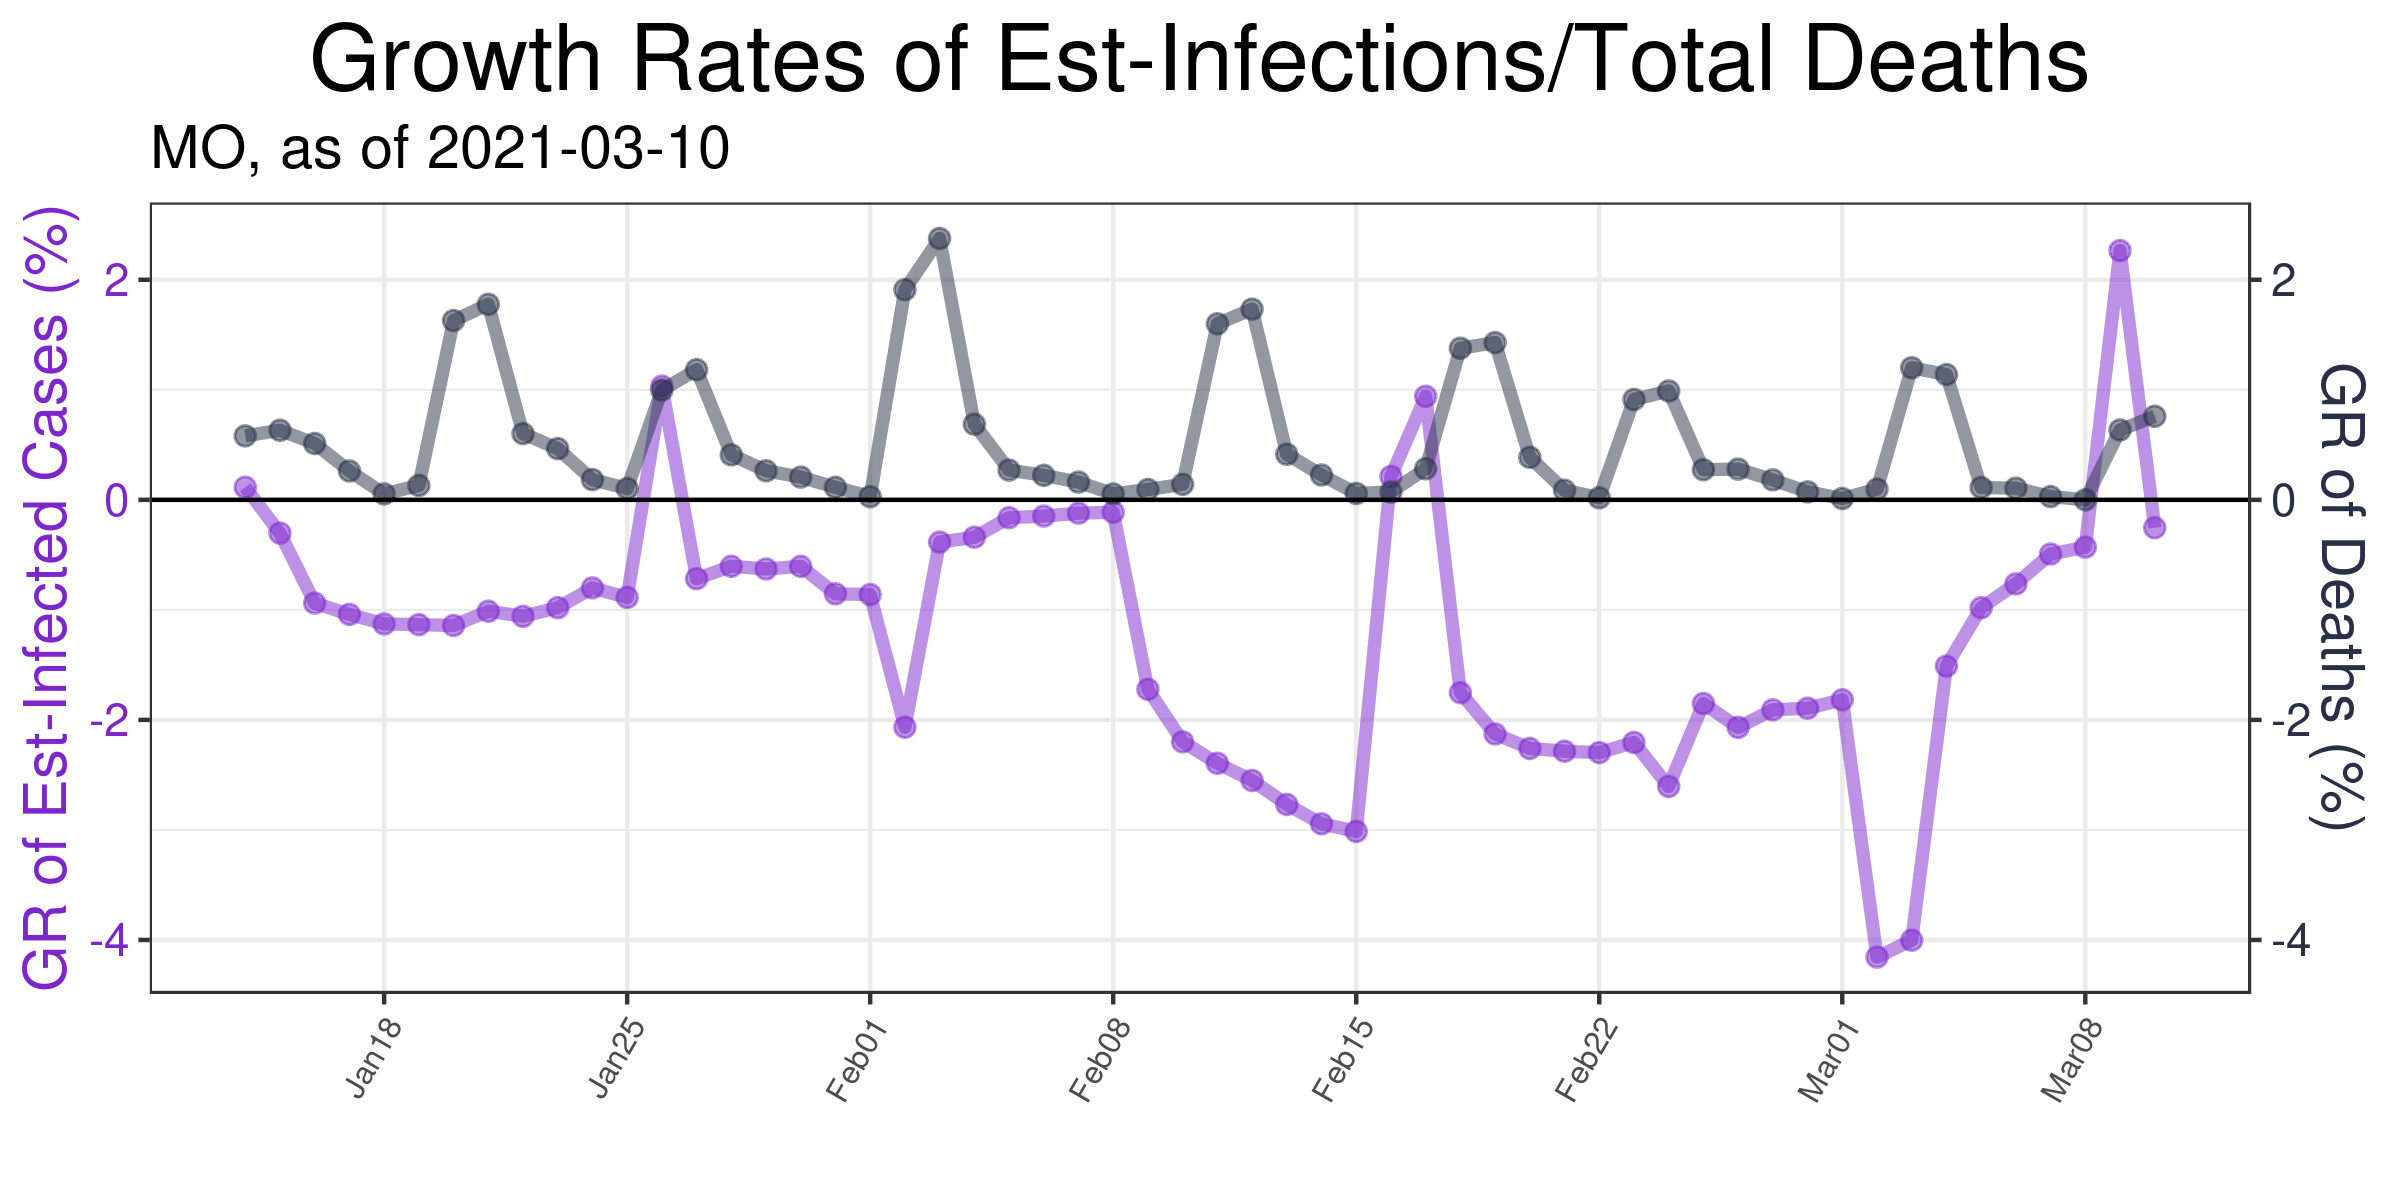 Growth Rates of Est-Infections/Total Deaths
MO, as of 2021-03-10
GR of Est-Infected Cases (%)
2
0
-2
-4
2
0
-2
-4
GR of Deaths (%)
Jan18
Jan25
Feb01
Feb08
Feb15
Feb22
Mar01
Mar08